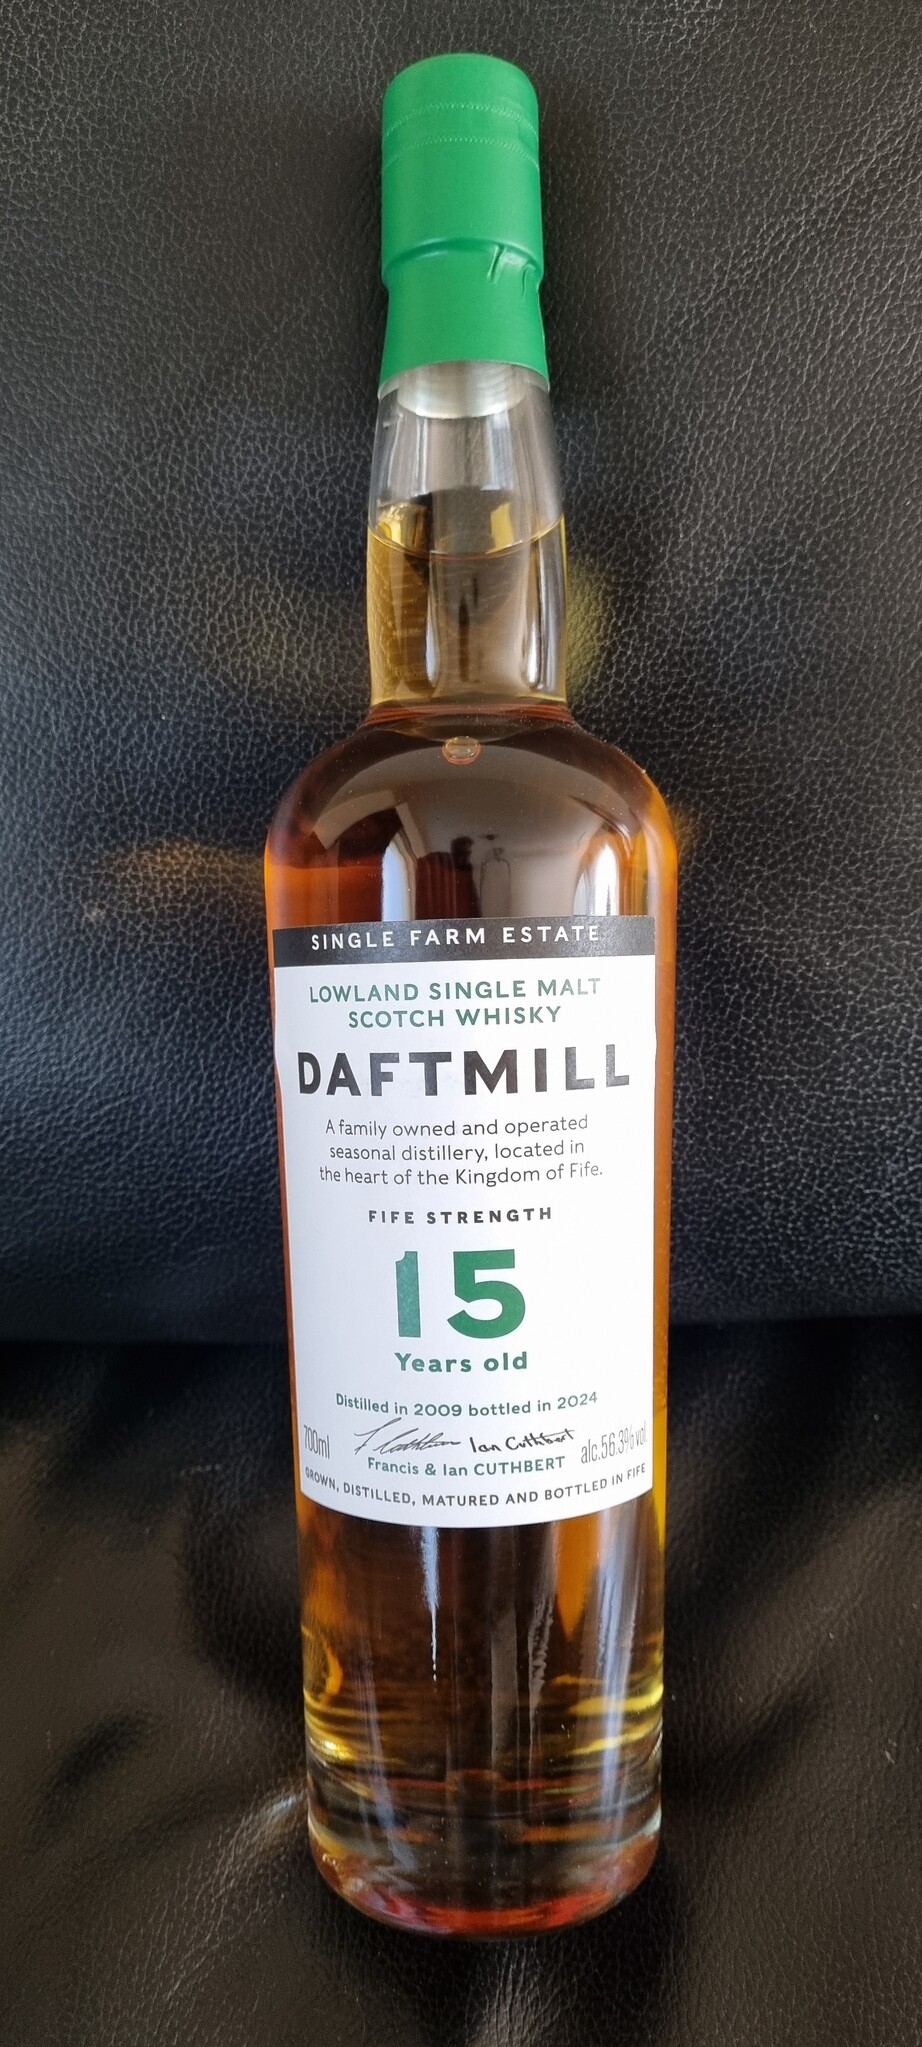 SINGLE FARM ESTATE
LOWLAND SINGLE MALT
SCOTCH WHISKY
DAFTMILL
A family owned and operated
seasonal distillery, located in
the heart of the Kingdom of Fife.
FIFE STRENGTH
15
Years old
Distilled in 2009 bottled in 2024
700ml Ian Cuthbert alc.56.3%vol.
Francis & Ian CUTHBERT
GROWN, DISTILLED, MATURED AND BOTTLED IN FIFE